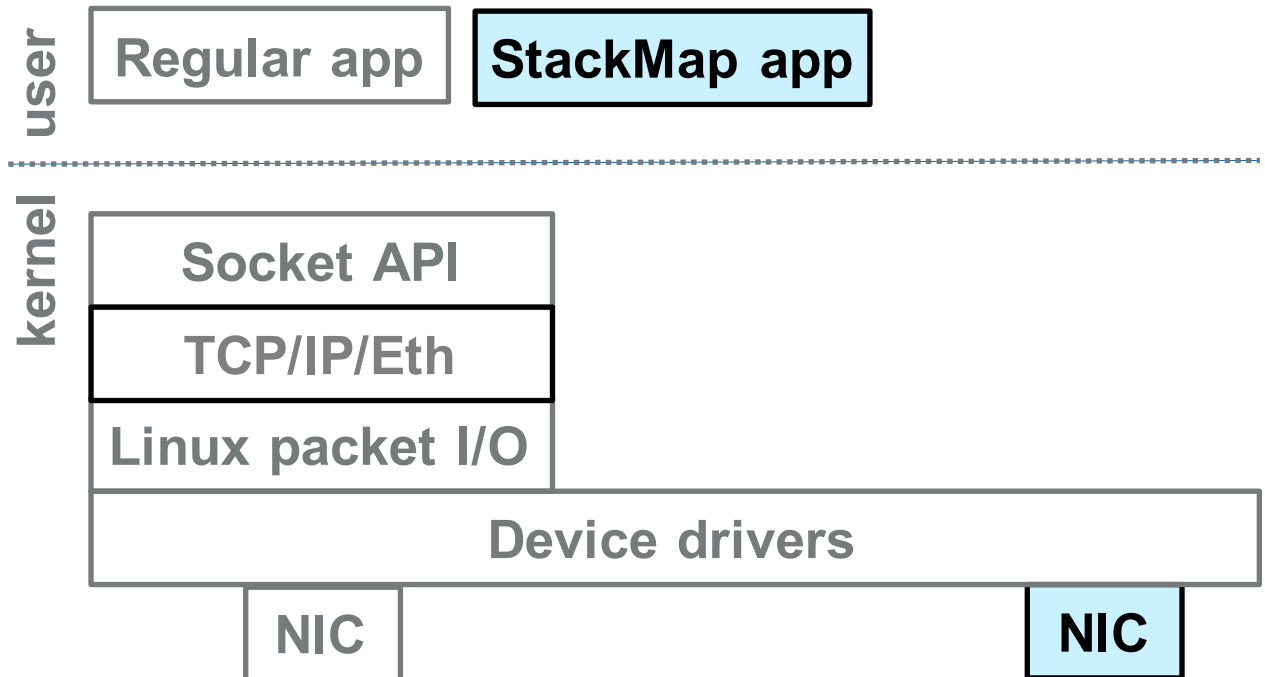 user
Regular app
StackMap app
kernel
Socket API
TCP/IP/Eth
Linux packet I/O
Device drivers
NIC
NIC